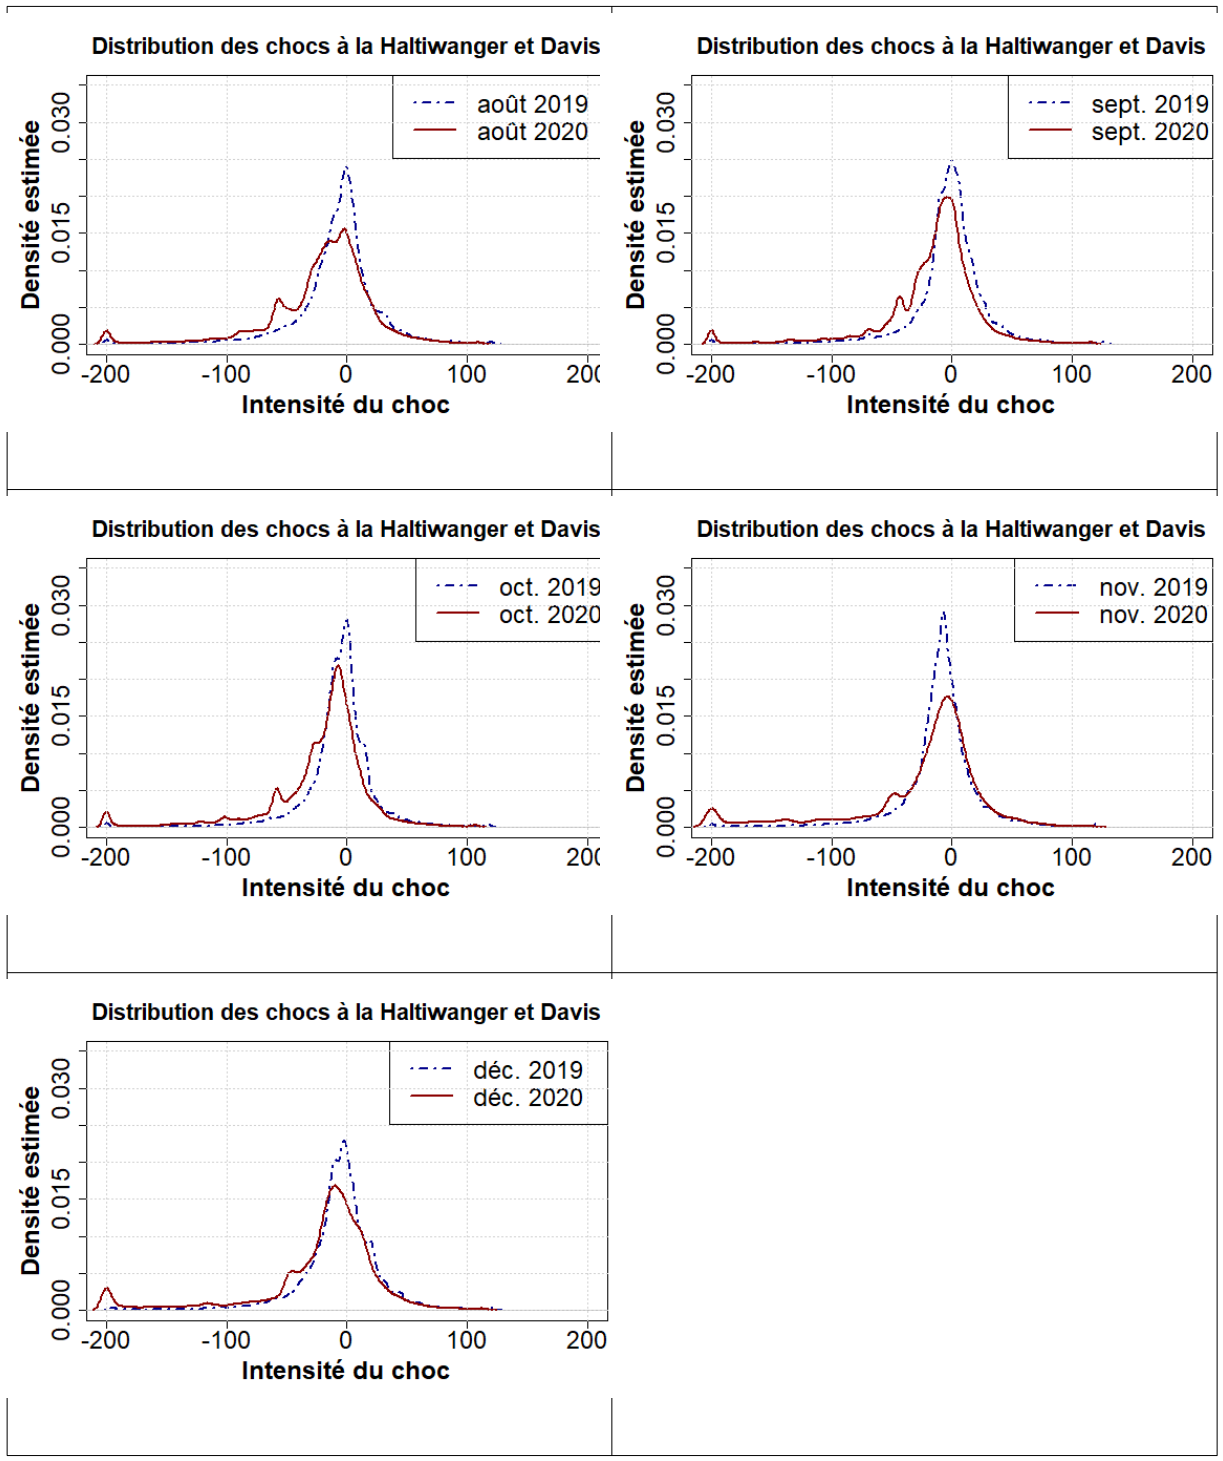 Distribution des chocs à la Haltiwanger et Davis
août 2019
août 2020
Densité estimée
0.000 0.015 0.030
-200 -100 0 100 200
Intensité du choc
Distribution des chocs à la Haltiwanger et Davis
sept. 2019
sept. 2020
Densité estimée
0.000 0.015 0.030
-200 -100 0 100 200
Intensité du choc
Distribution des chocs à la Haltiwanger et Davis
oct. 2019
oct. 2020
Densité estimée
0.000 0.015 0.030
-200 -100 0 100 200
Intensité du choc
Distribution des chocs à la Haltiwanger et Davis
nov. 2019
nov. 2020
Densité estimée
0.000 0.015 0.030
-200 -100 0 100 200
Intensité du choc
Distribution des chocs à la Haltiwanger et Davis
déc. 2019
déc. 2020
Densité estimée
0.000 0.015 0.030
-200 -100 0 100 200
Intensité du choc